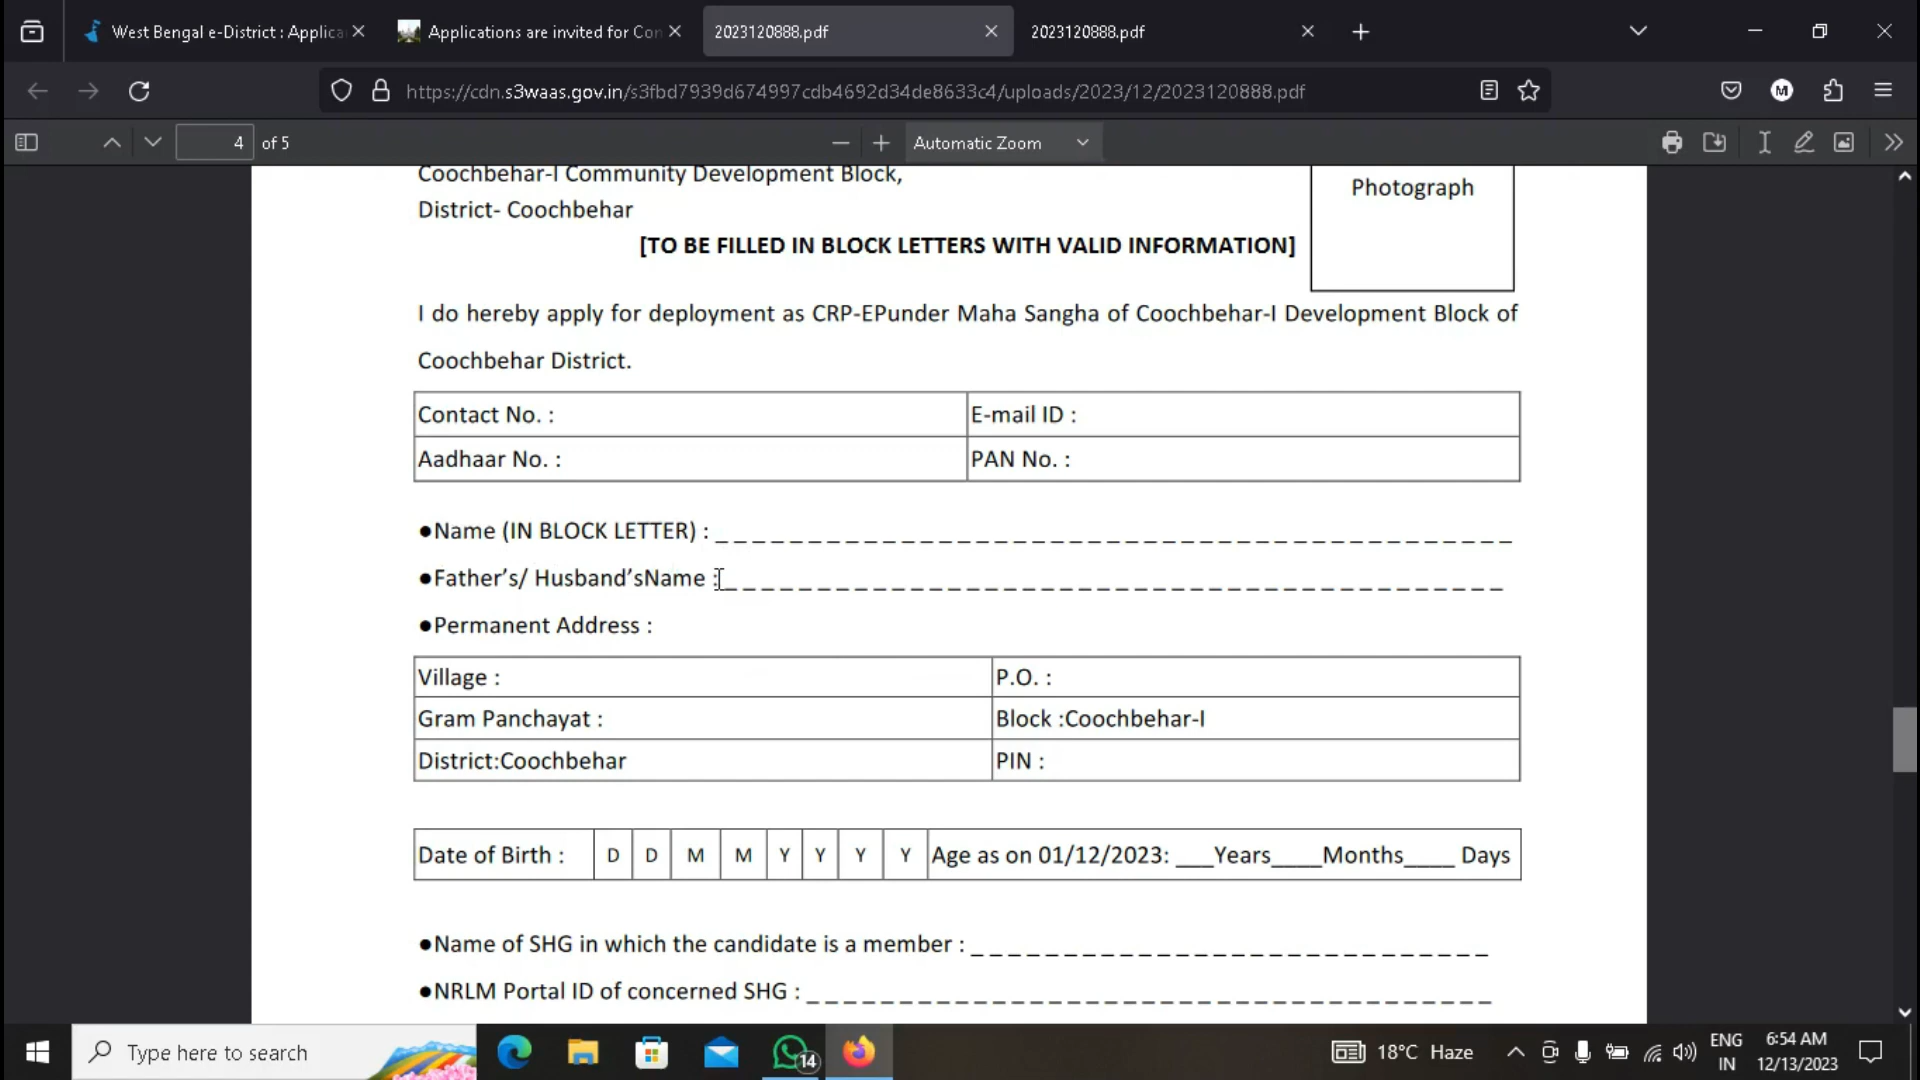 West Bengal e-District : Applica
Applications are invited for Con
2023120888.pdf
2023120888.pdf
https://cdn.s3waas.gov.in/s3fbd7939d674997cdb4692d34de8633c4/uploads/2023/12/2023120888.pdf
M
4 of 5
Automatic Zoom
Coochbehar-I Community Development Block,
District- Coochbehar
Photograph
[TO BE FILLED IN BLOCK LETTERS WITH VALID INFORMATION]
I do hereby apply for deployment as CRP-EPunder Maha Sangha of Coochbehar-I Development Block of
Coochbehar District.
Contact No. : E-mail ID :
Aadhaar No. : PAN No. :
●Name (IN BLOCK LETTER) : _ _ _ _ _ _ _ _ _ _ _ _ _ _ _ _ _ _ _ _ _ _ _ _ _ _ _ _ _ _ _ _ _ _ _ _ _ _ _ _ _ _ _
●Father’s/ Husband’sName : _ _ _ _ _ _ _ _ _ _ _ _ _ _ _ _ _ _ _ _ _ _ _ _ _ _ _ _ _ _ _ _ _ _ _ _ _ _ _ _ _ _
●Permanent Address :
Village : P.O. :
Gram Panchayat : Block :Coochbehar-I
District:Coochbehar PIN :
Date of Birth : D D M M Y Y Y Y Age as on 01/12/2023: ___Years____Months____ Days
●Name of SHG in which the candidate is a member : _ _ _ _ _ _ _ _ _ _ _ _ _ _ _ _ _ _ _ _ _ _ _ _ _ _ _ _
●NRLM Portal ID of concerned SHG : _ _ _ _ _ _ _ _ _ _ _ _ _ _ _ _ _ _ _ _ _ _ _ _ _ _ _ _ _ _ _ _ _ _ _ _ _
Type here to search
14
18°C Haze
ENG
IN
6:54 AM
12/13/2023